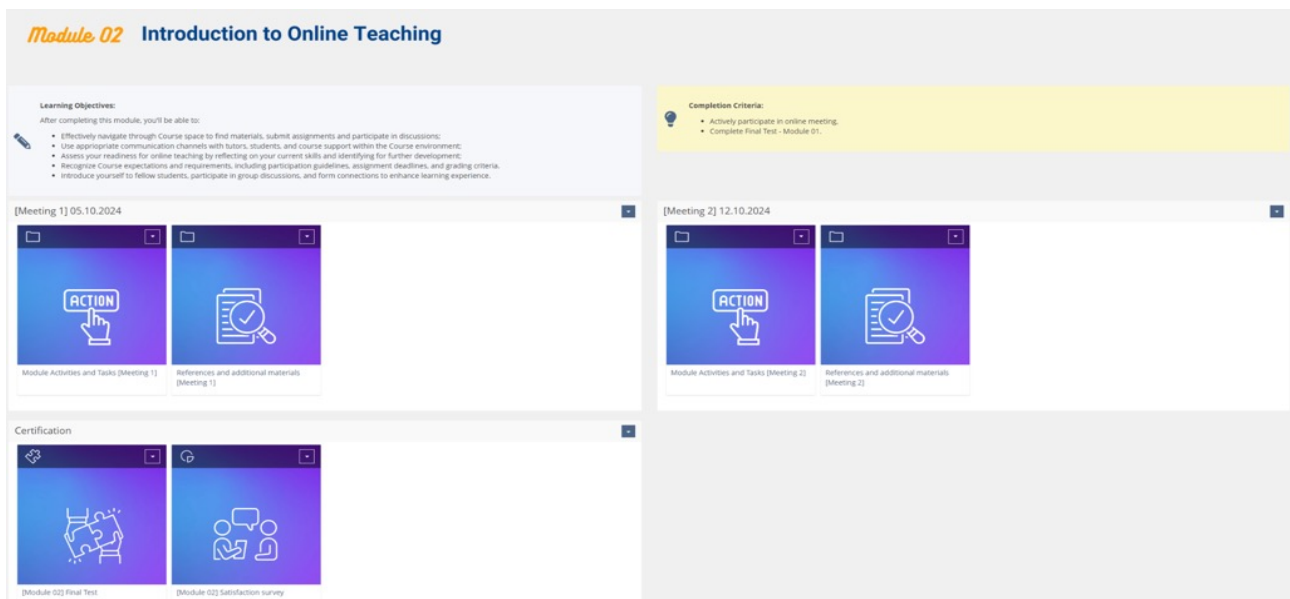 Module 02 Introduction to Online Teaching
Learning Objectives:
After completing this module, you'll be able to:
Effectively navigate through Course space to find materials, submit assignments and participate in discussions;
Use appriopriate communication channels with tutors, students, and course support within the Course environment;
Assess your readiness for online teaching by reflecting on your current skills and identifying for further development;
Recognize Course expectations and requirements, including participation guidelines, assignment deadlines, and grading criteria.
Introduce yourself to fellow students, participate in group discussions, and form connections to enhance learning experience.
Completion Criteria:
Actively participate in online meeting.
Complete Final Test - Module 01.
[Meeting 1] 05.10.2024
ACTION
Module Activities and Tasks [Meeting 1]
References and additional materials
[Meeting 1]
[Meeting 2] 12.10.2024
ACTION
Module Activities and Tasks [Meeting 2]
References and additional materials
[Meeting 2]
Certification
[Module 02] Final Test
[Module 02] Satisfaction survey